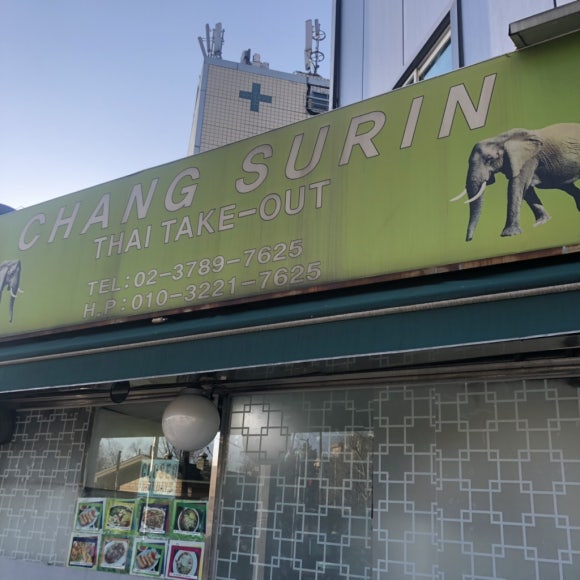 CHANG SURIN
THAI TAKE-OUT
TEL:02-3789-7625
H.P:010-3221-7625